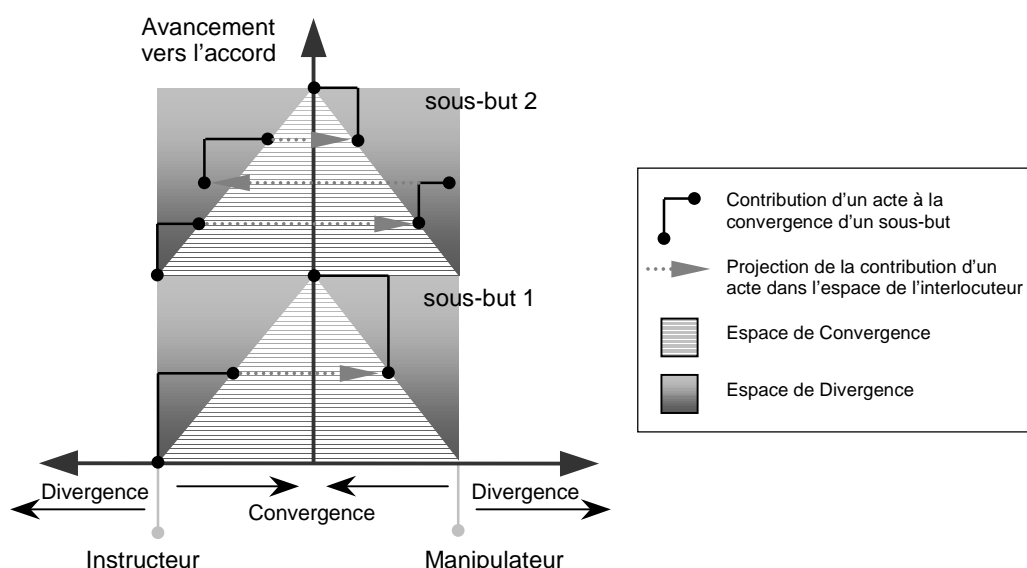 Avancement
vers l'accord
sous-but 2
sous-but 1
Divergence
Convergence
Divergence
Instructeur
Manipulateur
Contribution d'un acte à la
convergence d'un sous-but
Projection de la contribution d'un
acte dans l'espace de l'interlocuteur
Espace de Convergence
Espace de Divergence